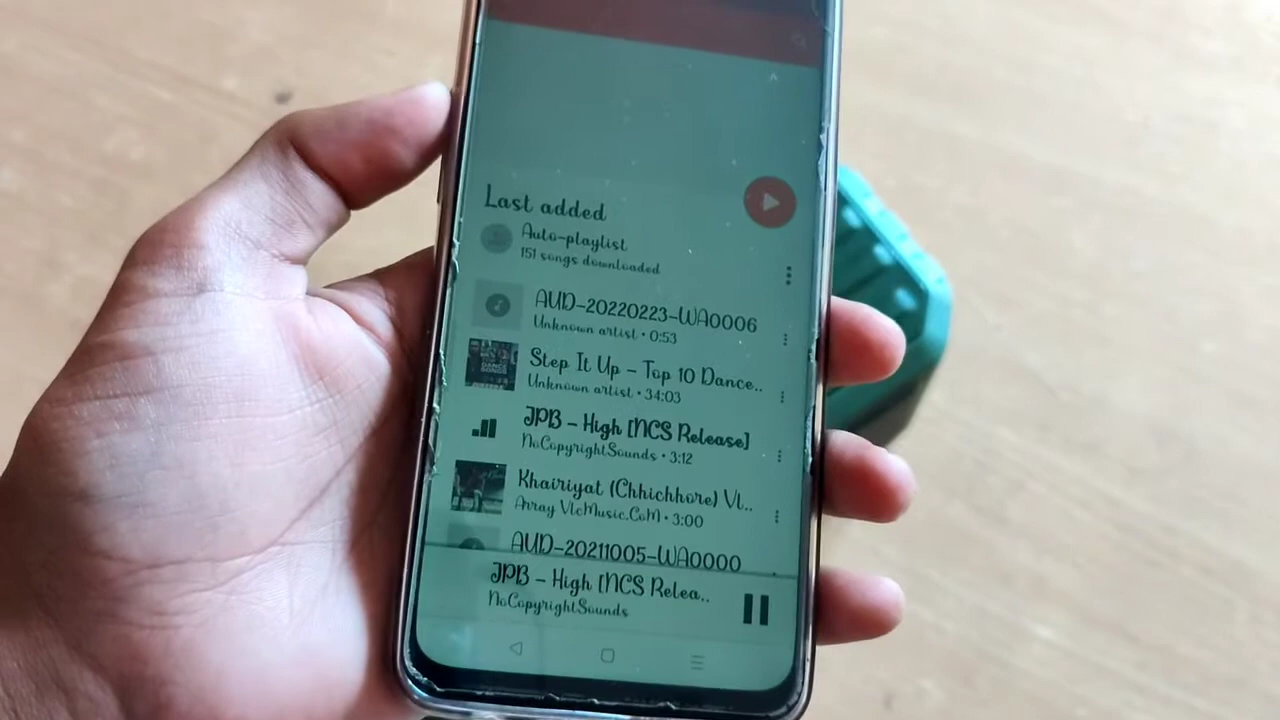 Last added
Auto-playlist
151 songs downloaded
AUD-20220223-WA0006
Unknown artist • 0:53
Step It Up - Top 10 Dance..
Unknown artist • 34:03
JPB - High [NCS Release]
NoCopyrightSounds • 3:12
Khairiyat (Chhichhore) Vl..
Array VlcMusic.CoM • 3:00
AUD-20211005-WA0000
JPB - High [NCS Relea..
NoCopyrightSounds
DANCE
SONGS